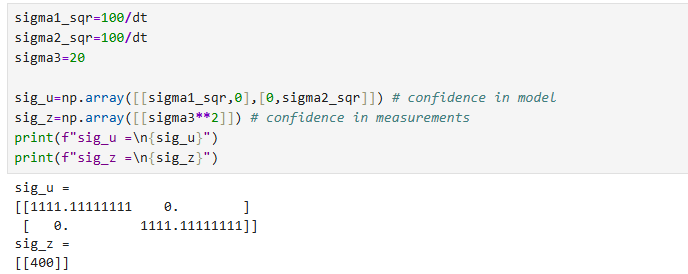 sigma1_sqr=100/dt
sigma2_sqr=100/dt
sigma3=20
sig_u=np.array([[sigma1_sqr,0],[0,sigma2_sqr]]) # confidence in model
sig_z=np.array([[sigma3**2]]) # confidence in measurements
print(f"sig_u =\n{sig_u}")
print(f"sig_z =\n{sig_z}")
sig_u =
[[1111.11111111    0.        ]
 [   0.         1111.11111111]]
sig_z =
[[400]]